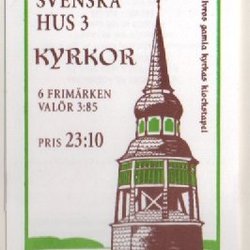 SVENSKA
HUS 3
KYRKOR
6 FRIMÄRKEN
VALÖR 3:85
PRIS 23:10
gamla kyrkas klockstapel